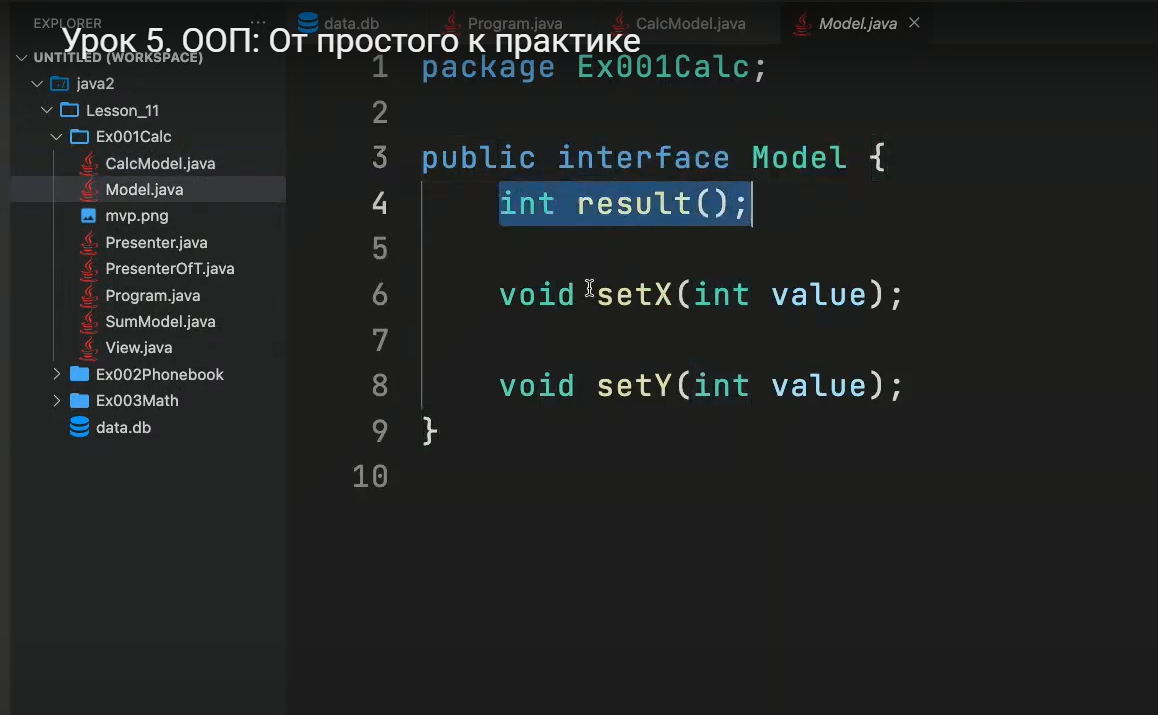 EXPLORER
···
data.db
Program.java
CalcModel.java
Model.java
Урок 5. ООП: От простого к практике
UNTITLED (WORKSPACE)
java2
Lesson_11
Ex001Calc
CalcModel.java
Model.java
mvp.png
Presenter.java
PresenterOfT.java
Program.java
SumModel.java
View.java
Ex002Phonebook
Ex003Math
data.db
1 package Ex001Calc;
2
3 public interface Model {
4 int result();
5
6 void setX(int value);
7
8 void setY(int value);
9 }
10